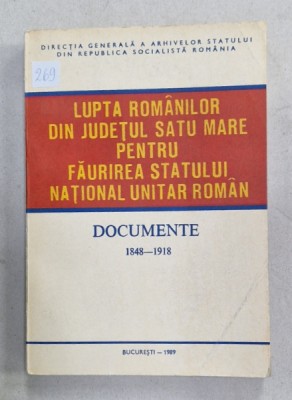 DIRECȚIA GENERALĂ A ARHIVELOR STATULUI
DIN REPUBLICA SOCIALISTĂ ROMÂNIA
269
LUPTA ROMÂNILOR
DIN JUDEȚUL SATU MARE
PENTRU
FĂURIREA STATULUI
NAȚIONAL UNITAR ROMÂN
DOCUMENTE
1848—1918
BUCUREȘTI — 1989